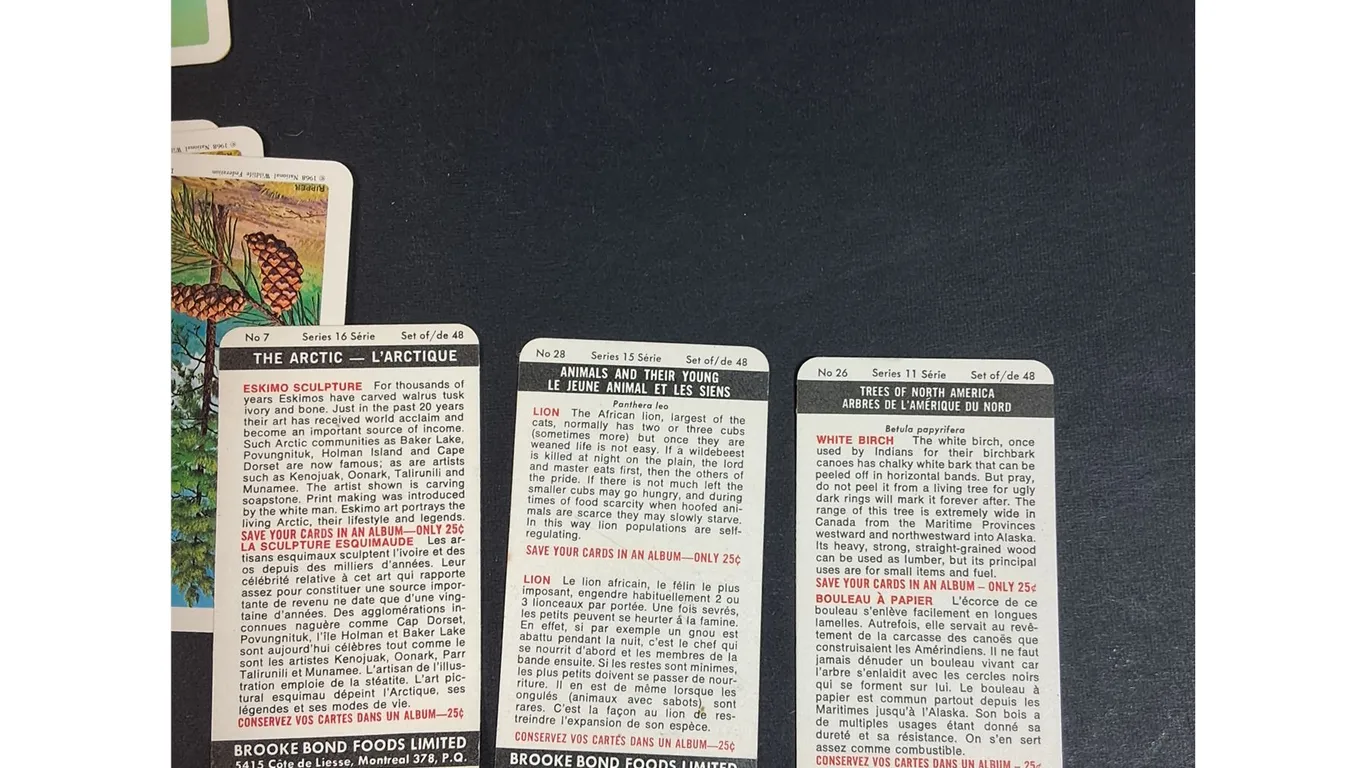 © 1968 National W
© 1968 National Wildlife Federation
RIPPER
No 7 Series 16 Série Set of/de 48
THE ARCTIC — L'ARCTIQUE
ESKIMO SCULPTURE For thousands of
years Eskimos have carved walrus tusk
ivory and bone. Just in the past 20 years
their art has received world acclaim and
become an important source of income.
Such Arctic communities as Baker Lake,
Povungnituk, Holman Island and Cape
Dorset are now famous; as are artists
such as Kenojuak, Oonark, Talirunili and
Munamee. The artist shown is carving
soapstone. Print making was introduced
by the white man. Eskimo art portrays the
living Arctic, their lifestyle and legends.
SAVE YOUR CARDS IN AN ALBUM—ONLY 25¢
LA SCULPTURE ESQUIMAUDE Les ar-
tisans esquimaux sculptent l'ivoire et des
os depuis des milliers d'années. Leur
célébrité relative à cet art qui rapporte
assez pour constituer une source impor-
tante de revenu ne date que d'une ving-
taine d'années. Des agglomérations in-
connues naguère comme Cap Dorset,
Povungnituk, l'île Holman et Baker Lake
sont aujourd'hui célèbres tout comme le
sont les artistes Kenojuak, Oonark, Parr
Talirunili et Munamee. L'artisan de l'illus-
tration emploie de la stéatite. L'art pic-
tural esquimau dépeint l'Arctique, ses
légendes et ses modes de vie.
CONSERVEZ VOS CARTES DANS UN ALBUM—25¢
BROOKE BOND FOODS LIMITED
5415 Côte de Liesse, Montreal 378, P.Q.
No 28 Series 15 Série Set of/de 48
ANIMALS AND THEIR YOUNG
LE JEUNE ANIMAL ET LES SIENS
Panthera leo
LION The African lion, largest of the
cats, normally has two or three cubs
(sometimes more) but once they are
weaned life is not easy. If a wildebeest
is killed at night on the plain, the lord
and master eats first, then the others of
the pride. If there is not much left the
smaller cubs may go hungry, and during
times of food scarcity when hoofed ani-
mals are scarce they may slowly starve.
In this way lion populations are self-
regulating.
SAVE YOUR CARDS IN AN ALBUM—ONLY 25¢
LION Le lion africain, le félin le plus
imposant, engendre habituellement 2 ou
3 lionceaux par portée. Une fois sevrés,
les petits peuvent se heurter à la famine.
En effet, si par exemple un gnou est
abattu pendant la nuit, c'est le chef qui
se nourrit d'abord et les membres de la
bande ensuite. Si les restes sont minimes,
les plus petits doivent se passer de nour-
riture. Il en est de même lorsque les
ongulés (animaux avec sabots) sont
rares. C'est la façon au lion de res-
treindre l'expansion de son espèce.
CONSERVEZ VOS CARTES DANS UN ALBUM—25¢
BROOKE BOND FOODS LIMITED
No 26 Series 11 Série Set of/de 48
TREES OF NORTH AMERICA
ARBRES DE L'AMÉRIQUE DU NORD
Betula papyrifera
WHITE BIRCH The white birch, once
used by Indians for their birchbark
canoes has chalky white bark that can be
peeled off in horizontal bands. But pray,
do not peel it from a living tree for ugly
dark rings will mark it forever after. The
range of this tree is extremely wide in
Canada from the Maritime Provinces
westward and northwestward into Alaska.
Its heavy, strong, straight-grained wood
can be used as lumber, but its principal
uses are for small items and fuel.
SAVE YOUR CARDS IN AN ALBUM – ONLY 25¢
BOULEAU À PAPIER L'écorce de ce
bouleau s'enlève facilement en longues
lamelles. Autrefois, elle servait au revê-
tement de la carcasse des canoës que
construisaient les Amérindiens. Il ne faut
jamais dénuder un bouleau vivant car
l'arbre s'enlaidit avec les cercles noirs
qui se forment sur lui. Le bouleau à
papier est commun partout depuis les
Maritimes jusqu'à l'Alaska. Son bois a
de multiples usages étant donné sa
dureté et sa résistance. On s'en sert
assez comme combustible.
CONSERVEZ VOS CARTES DANS UN ALBUM – 25¢